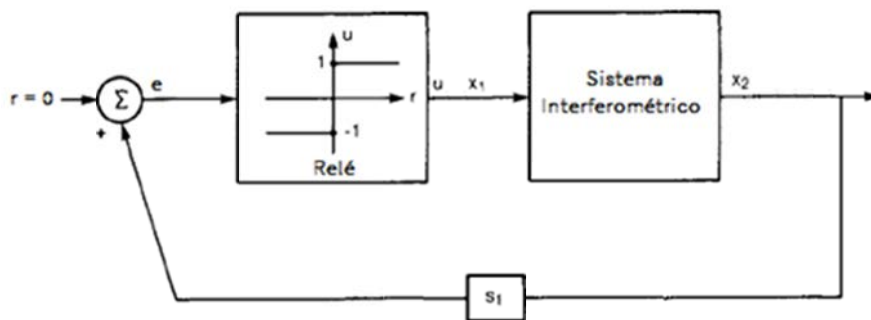 r = 0
Σ
+
e
u
1
r
-1
Relé
u
x₁
Sistema
Interferométrico
x₂
s₁